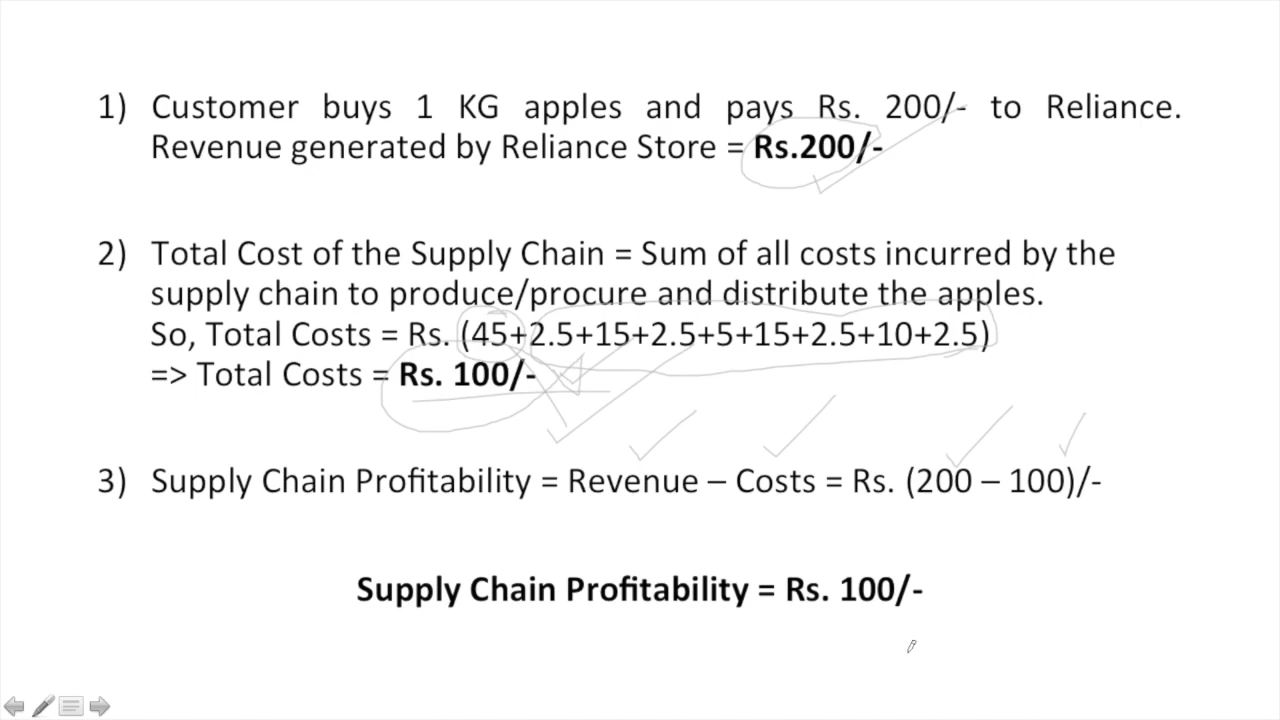 1) Customer buys 1 KG apples and pays Rs. 200/- to Reliance.
Revenue generated by Reliance Store = Rs.200/-
2) Total Cost of the Supply Chain = Sum of all costs incurred by the
supply chain to produce/procure and distribute the apples.
So, Total Costs = Rs. (45+2.5+15+2.5+5+15+2.5+10+2.5)
=> Total Costs = Rs. 100/-
3) Supply Chain Profitability = Revenue – Costs = Rs. (200 – 100)/-
Supply Chain Profitability = Rs. 100/-